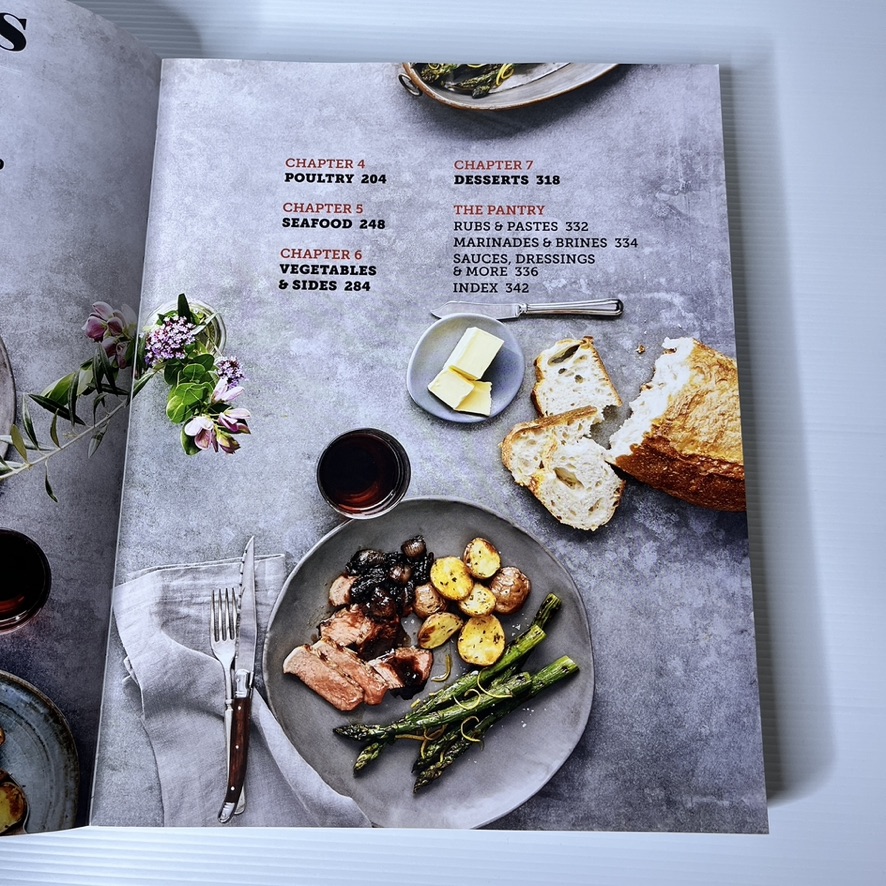 S
CHAPTER 4
POULTRY 204
CHAPTER 5
SEAFOOD 248
CHAPTER 6
VEGETABLES
& SIDES 284
CHAPTER 7
DESSERTS 318
THE PANTRY
RUBS & PASTES 332
MARINADES & BRINES 334
SAUCES, DRESSINGS
& MORE 336
INDEX 342